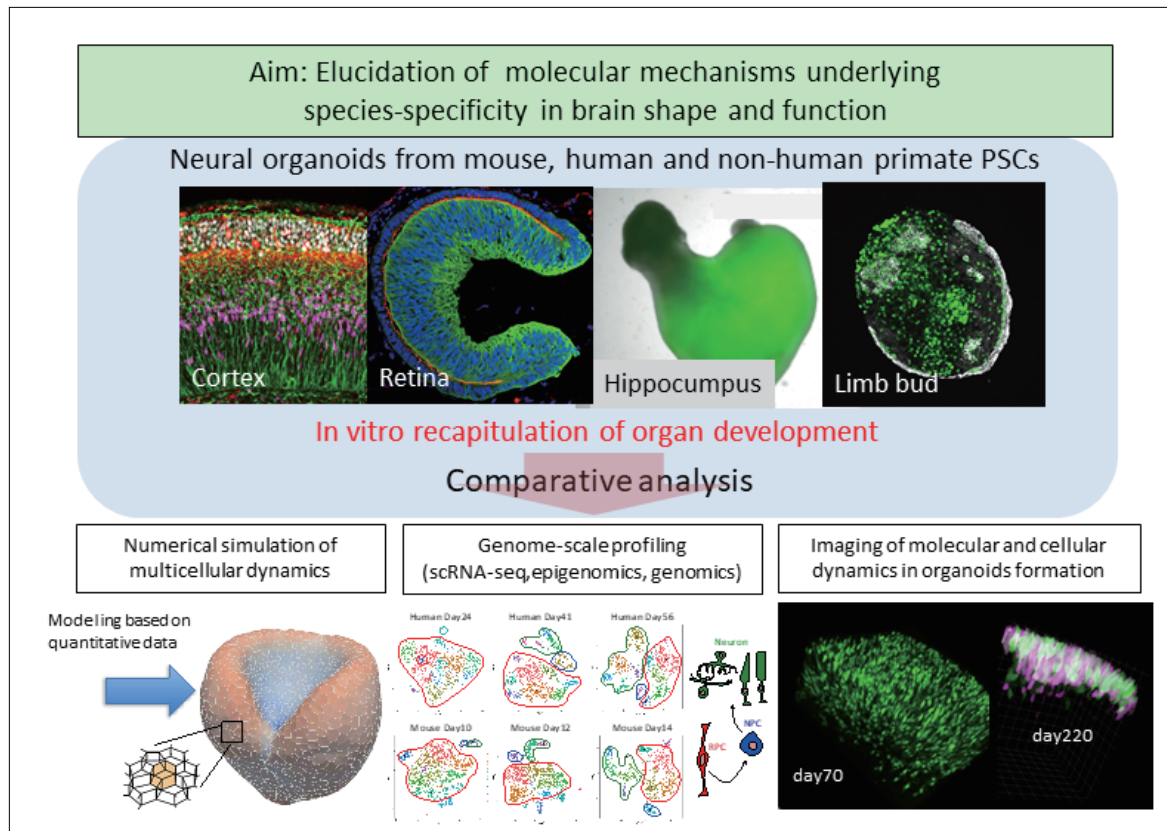 Aim: Elucidation of molecular mechanisms underlying
species-specificity in brain shape and function
Neural organoids from mouse, human and non-human primate PSCs
Cortex
Retina
Hippocumpus
Limb bud
In vitro recapitulation of organ development
Comparative analysis
Numerical simulation of
multicellular dynamics
Genome-scale profiling
(scRNA-seq,epigenomics, genomics)
Imaging of molecular and cellular
dynamics in organoids formation
Modeling based on
quantitative data
Human Day24
Human Day41
Human Day56
Neuron
Mouse Day10
Mouse Day12
Mouse Day14
NPC
RPC
day70
day220